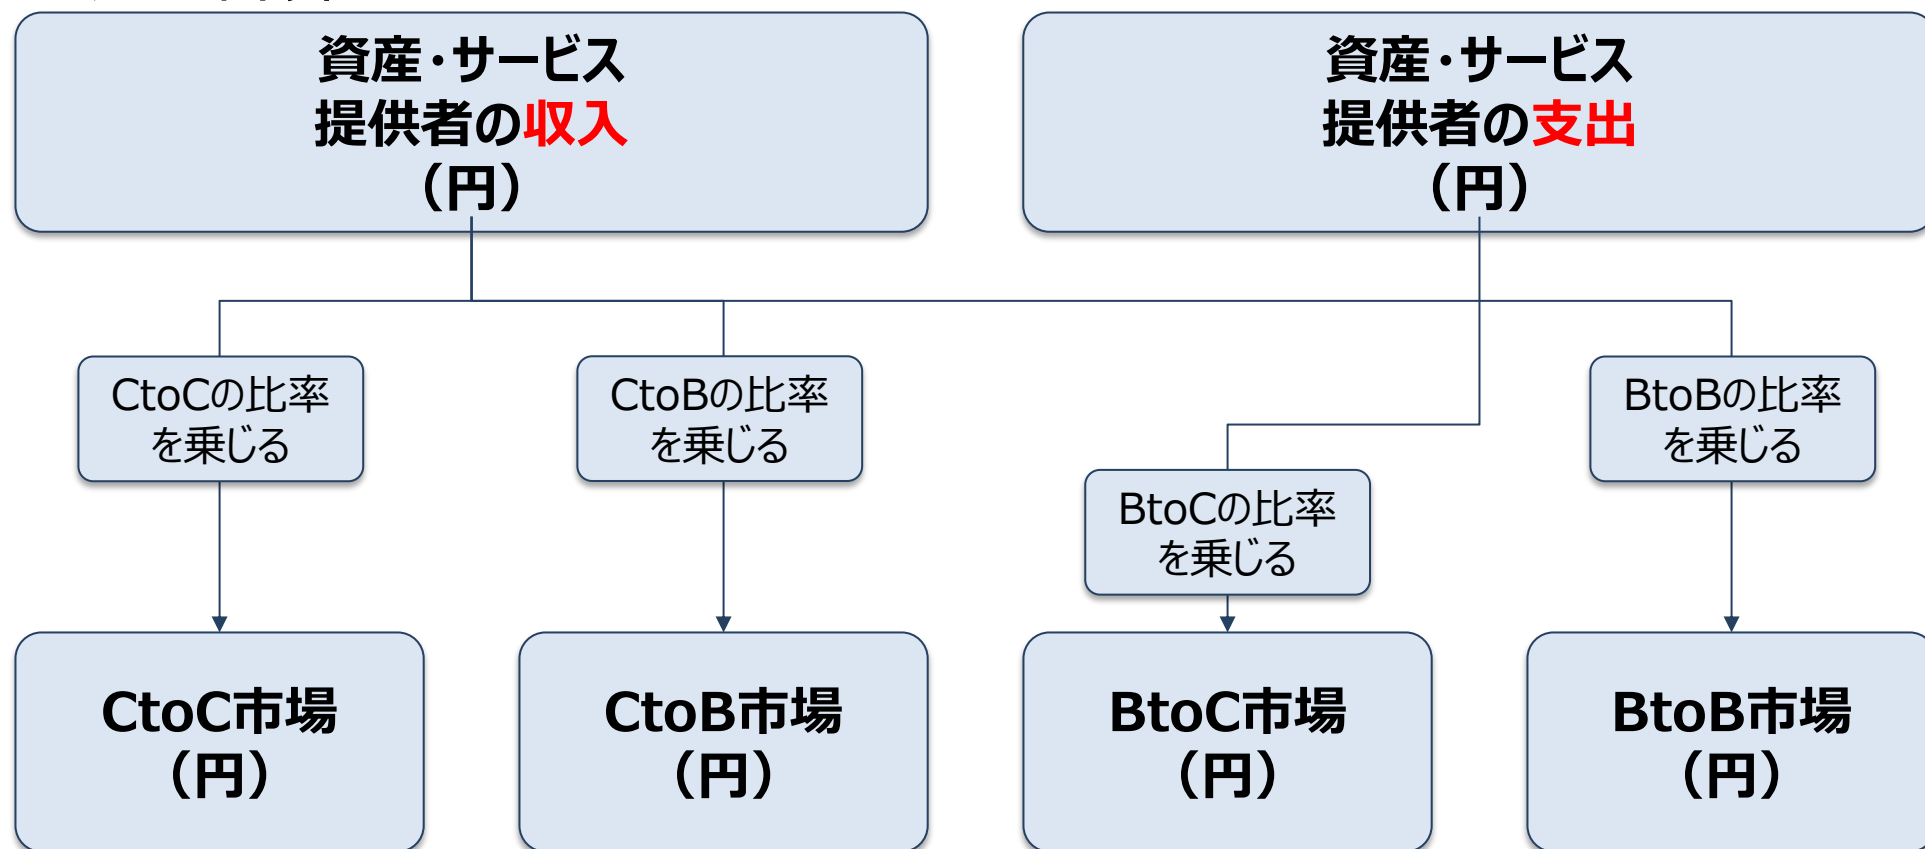 資産・サービス
提供者の収入
（円）
資産・サービス
提供者の支出
（円）
CtoCの比率
を乗じる
CtoBの比率
を乗じる
BtoCの比率
を乗じる
BtoBの比率
を乗じる
CtoC市場
（円）
CtoB市場
（円）
BtoC市場
（円）
BtoB市場
（円）